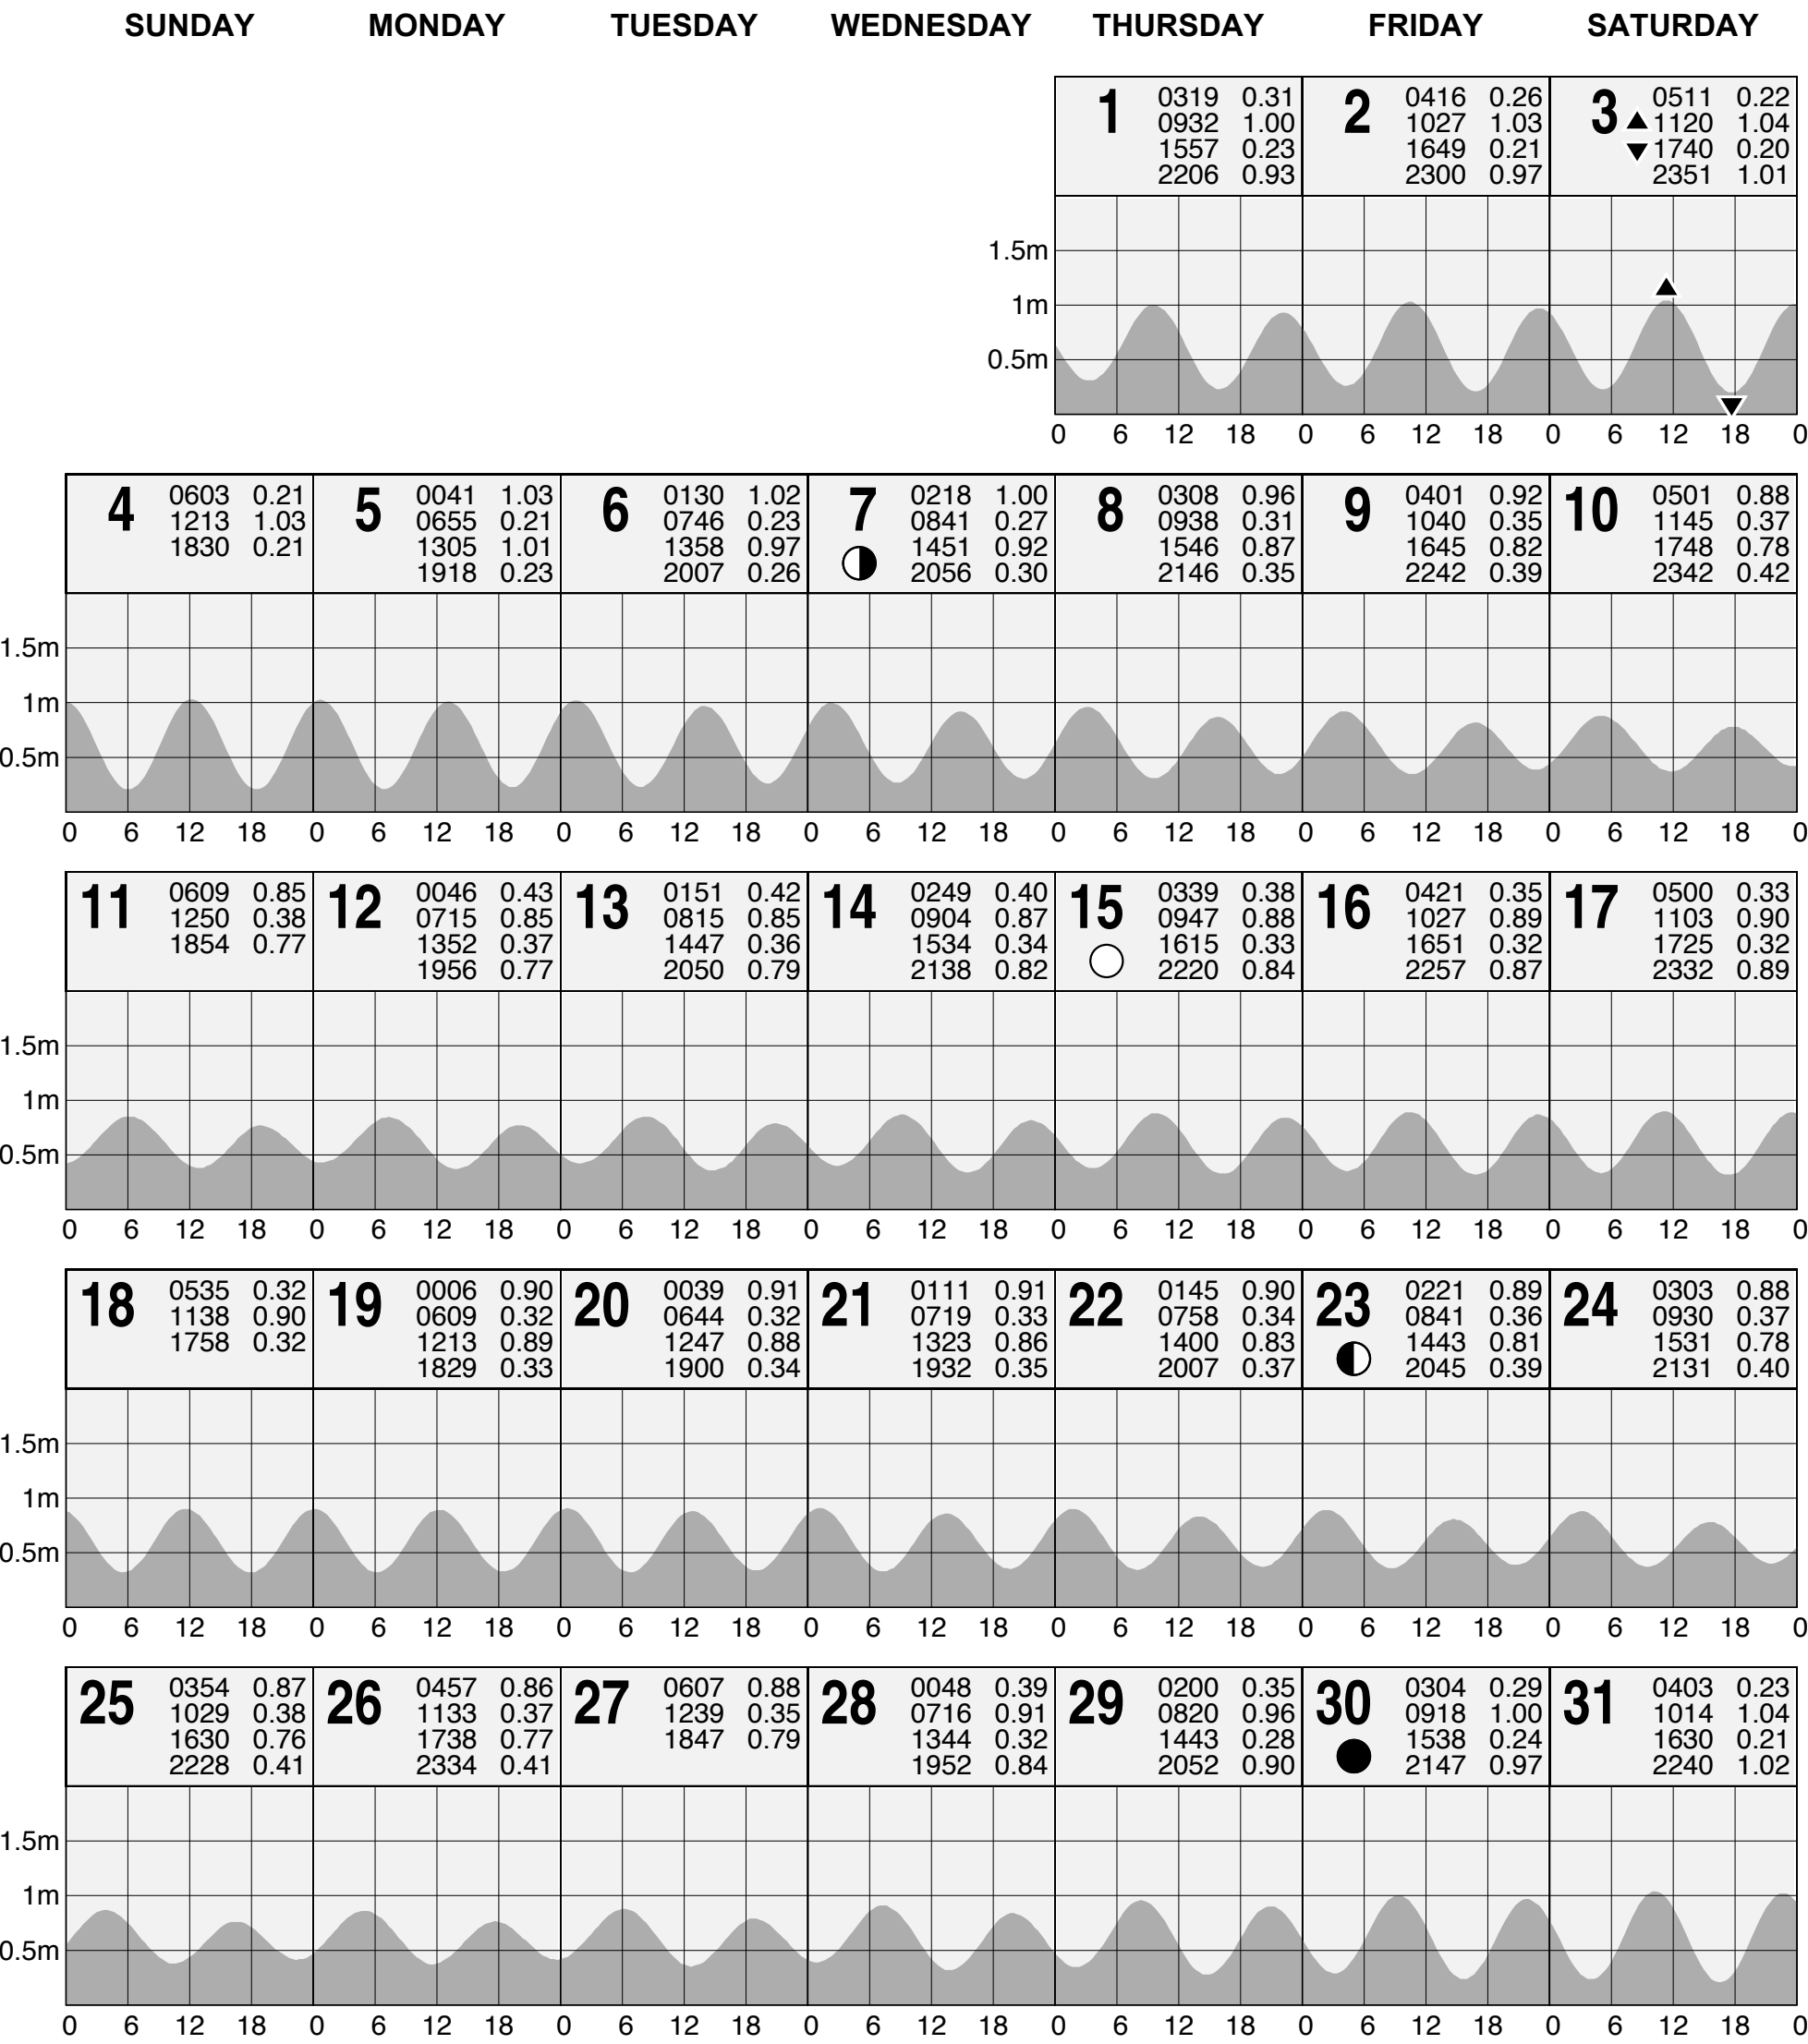 SUNDAY MONDAY TUESDAY WEDNESDAY THURSDAY FRIDAY SATURDAY
1 0319 0.31 2 0416 0.26 3 0511 0.22
0932 1.00 1027 1.03 ▲ 1120 1.04
1557 0.23 1649 0.21 ▼ 1740 0.20
2206 0.93 2300 0.97 2351 1.01
1.5m
1m
0.5m
0 6 12 18 0 6 12 18 0 6 12 18 0
4 0603 0.21 5 0041 1.03 6 0130 1.02 7 0218 1.00 8 0308 0.96 9 0401 0.92 10 0501 0.88
1213 1.03 0655 0.21 0746 0.23 0841 0.27 0938 0.31 1040 0.35 1145 0.37
1830 0.21 1305 1.01 1358 0.97 1451 0.92 1546 0.87 1645 0.82 1748 0.78
1918 0.23 2007 0.26 2056 0.30 2146 0.35 2242 0.39 2342 0.42
1.5m
1m
0.5m
0 6 12 18 0 6 12 18 0 6 12 18 0 6 12 18 0 6 12 18 0 6 12 18 0 6 12 18 0
11 0609 0.85 12 0046 0.43 13 0151 0.42 14 0249 0.40 15 0339 0.38 16 0421 0.35 17 0500 0.33
1250 0.38 0715 0.85 0815 0.85 0904 0.87 0947 0.88 1027 0.89 1103 0.90
1854 0.77 1352 0.37 1447 0.36 1534 0.34 1615 0.33 1651 0.32 1725 0.32
1956 0.77 2050 0.79 2138 0.82 2220 0.84 2257 0.87 2332 0.89
1.5m
1m
0.5m
0 6 12 18 0 6 12 18 0 6 12 18 0 6 12 18 0 6 12 18 0 6 12 18 0 6 12 18 0
18 0535 0.32 19 0006 0.90 20 0039 0.91 21 0111 0.91 22 0145 0.90 23 0221 0.89 24 0303 0.88
1138 0.90 0609 0.32 0644 0.32 0719 0.33 0758 0.34 0841 0.36 0930 0.37
1758 0.32 1213 0.89 1247 0.88 1323 0.86 1400 0.83 1443 0.81 1531 0.78
1829 0.33 1900 0.34 1932 0.35 2007 0.37 2045 0.39 2131 0.40
1.5m
1m
0.5m
0 6 12 18 0 6 12 18 0 6 12 18 0 6 12 18 0 6 12 18 0 6 12 18 0 6 12 18 0
25 0354 0.87 26 0457 0.86 27 0607 0.88 28 0048 0.39 29 0200 0.35 30 0304 0.29 31 0403 0.23
1029 0.38 1133 0.37 1239 0.35 0716 0.91 0820 0.96 0918 1.00 1014 1.04
1630 0.76 1738 0.77 1847 0.79 1344 0.32 1443 0.28 1538 0.24 1630 0.21
2228 0.41 2334 0.41 1952 0.84 2052 0.90 2147 0.97 2240 1.02
1.5m
1m
0.5m
0 6 12 18 0 6 12 18 0 6 12 18 0 6 12 18 0 6 12 18 0 6 12 18 0 6 12 18 0